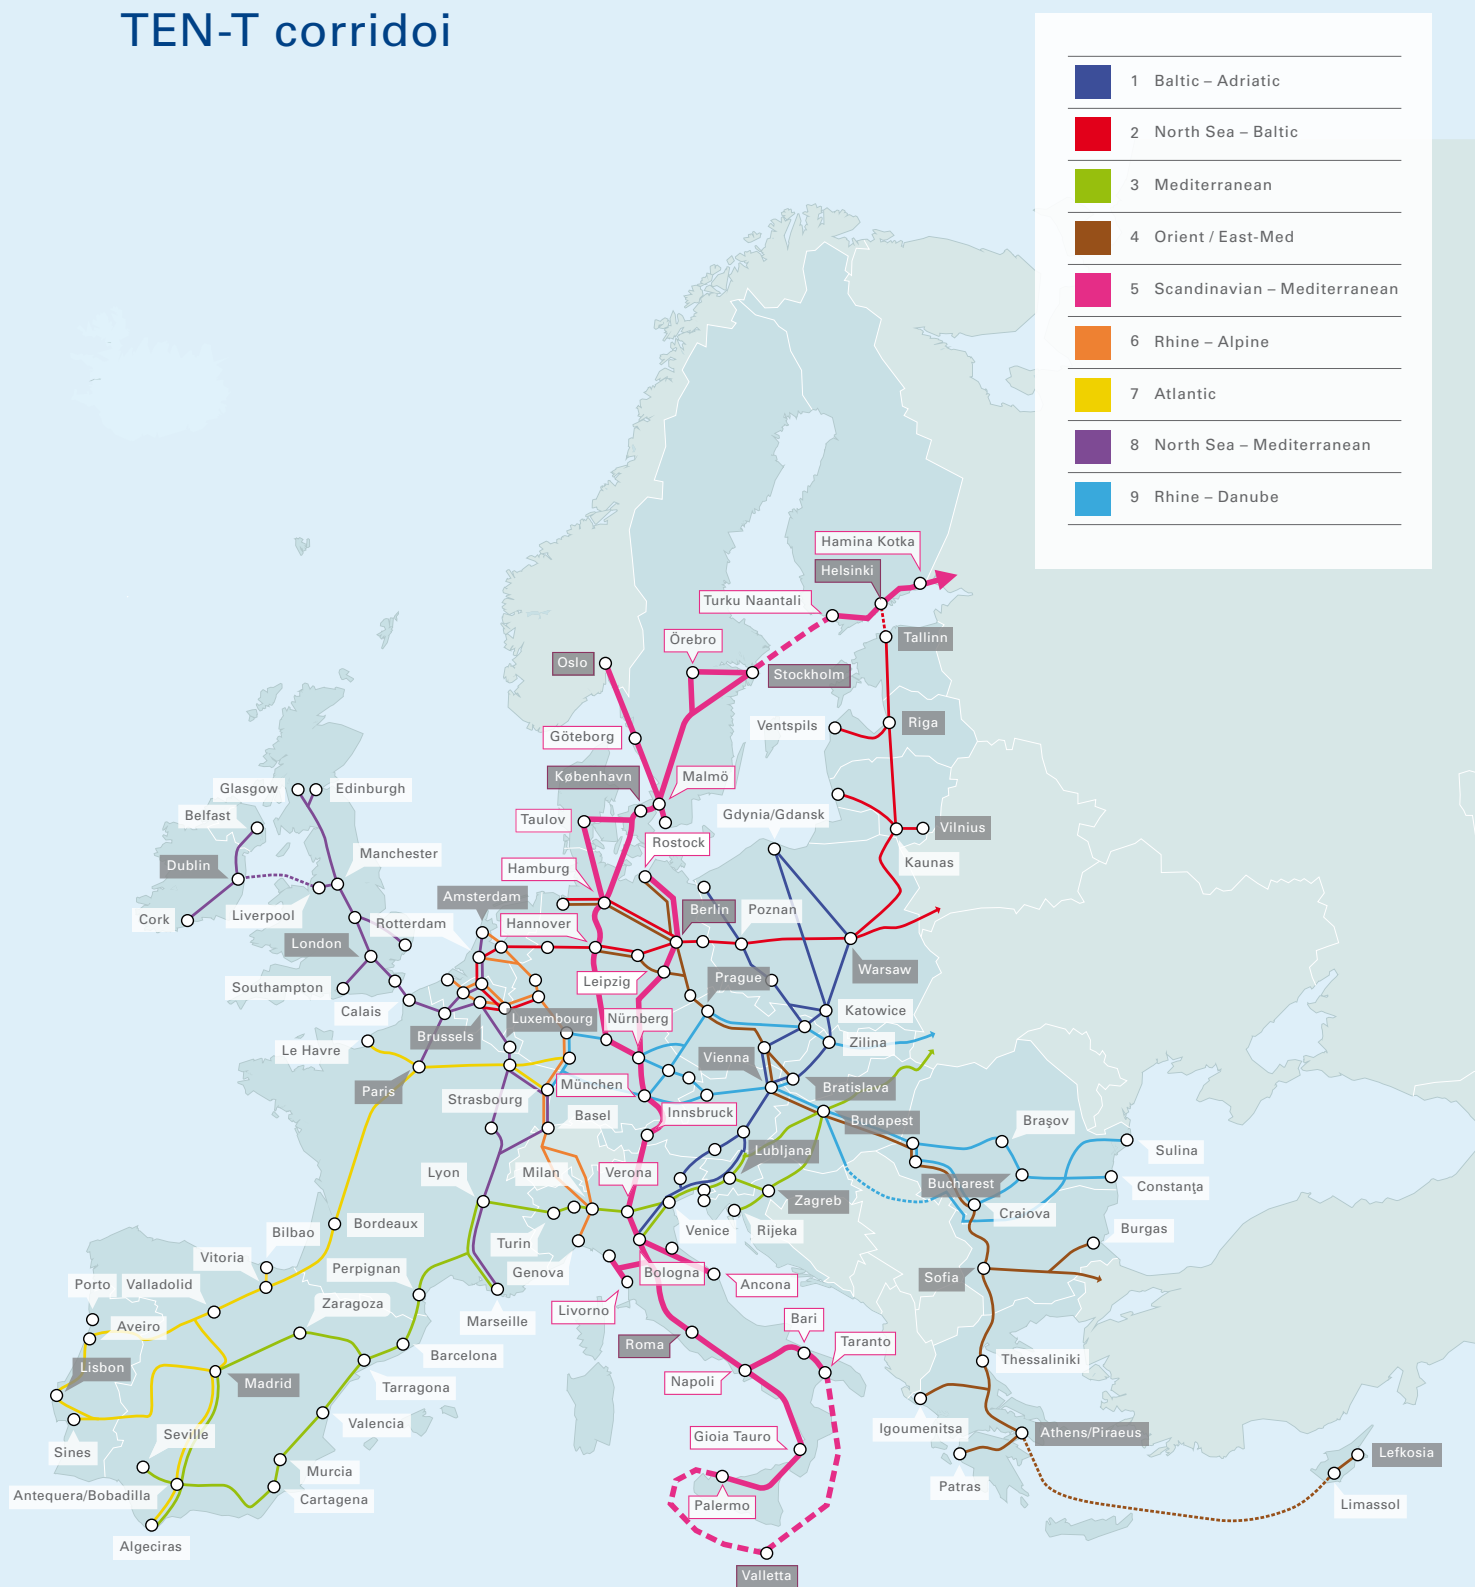 TEN-T corridoi
1 Baltic – Adriatic
2 North Sea – Baltic
3 Mediterranean
4 Orient / East-Med
5 Scandinavian – Mediterranean
6 Rhine – Alpine
7 Atlantic
8 North Sea – Mediterranean
9 Rhine – Danube
Hamina Kotka
Helsinki
Turku Naantali
Tallinn
Örebro
Oslo
Stockholm
Ventspils
Riga
Göteborg
København
Malmö
Glasgow
Edinburgh
Gdynia/Gdansk
Belfast
Taulov
Vilnius
Rostock
Manchester
Kaunas
Dublin
Hamburg
Amsterdam
Cork
Liverpool
Rotterdam
Hannover
Berlin
Poznan
London
Warsaw
Southampton
Leipzig
Prague
Calais
Luxembourg
Nürnberg
Katowice
Brussels
Zilina
Le Havre
Vienna
Paris
München
Bratislava
Strasbourg
Basel
Innsbruck
Budapest
Braşov
Sulina
Lubljana
Lyon
Milan
Verona
Bucharest
Constanţa
Zagreb
Craiova
Bordeaux
Bilbao
Venice
Rijeka
Burgas
Turin
Vitoria
Perpignan
Genova
Bologna
Sofia
Porto
Valladolid
Ancona
Zaragoza
Livorno
Marseille
Aveiro
Bari
Roma
Taranto
Barcelona
Lisbon
Madrid
Thessaliniki
Napoli
Tarragona
Valencia
Igoumenitsa
Seville
Gioia Tauro
Athens/Piraeus
Sines
Lefkosia
Murcia
Patras
Antequera/Bobadilla
Cartagena
Palermo
Limassol
Algeciras
Valletta